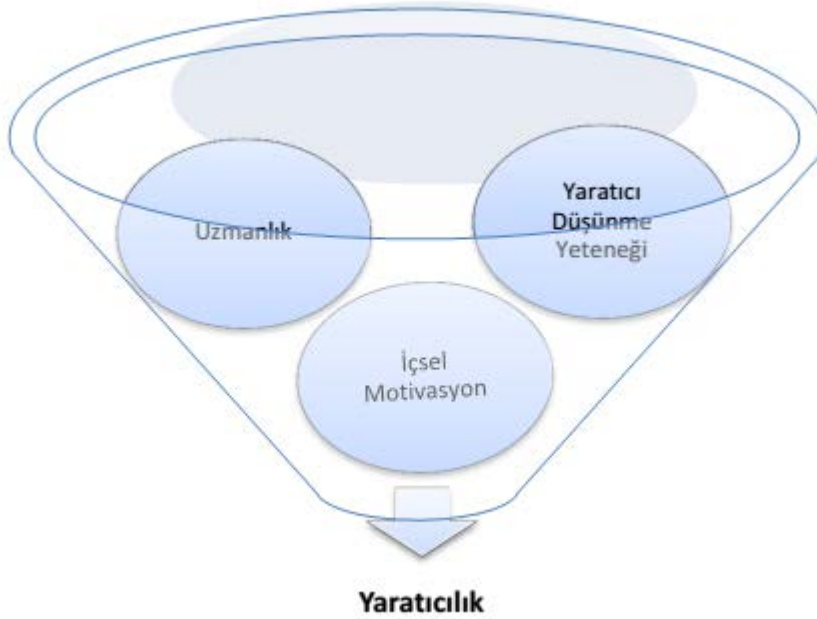 Uzmanlık
Yaratıcı
Düşünme
Yeteneği
İçsel
Motivasyon
Yaratıcılık